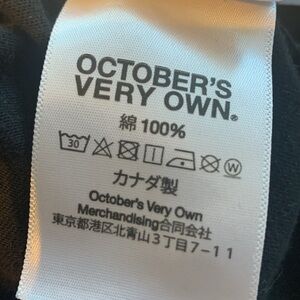 OCTOBER'S
VERY OWN®
綿 100%
30 W
カナダ製
October's Very Own
Merchandising合同会社
東京都港区北青山３丁目７-１１